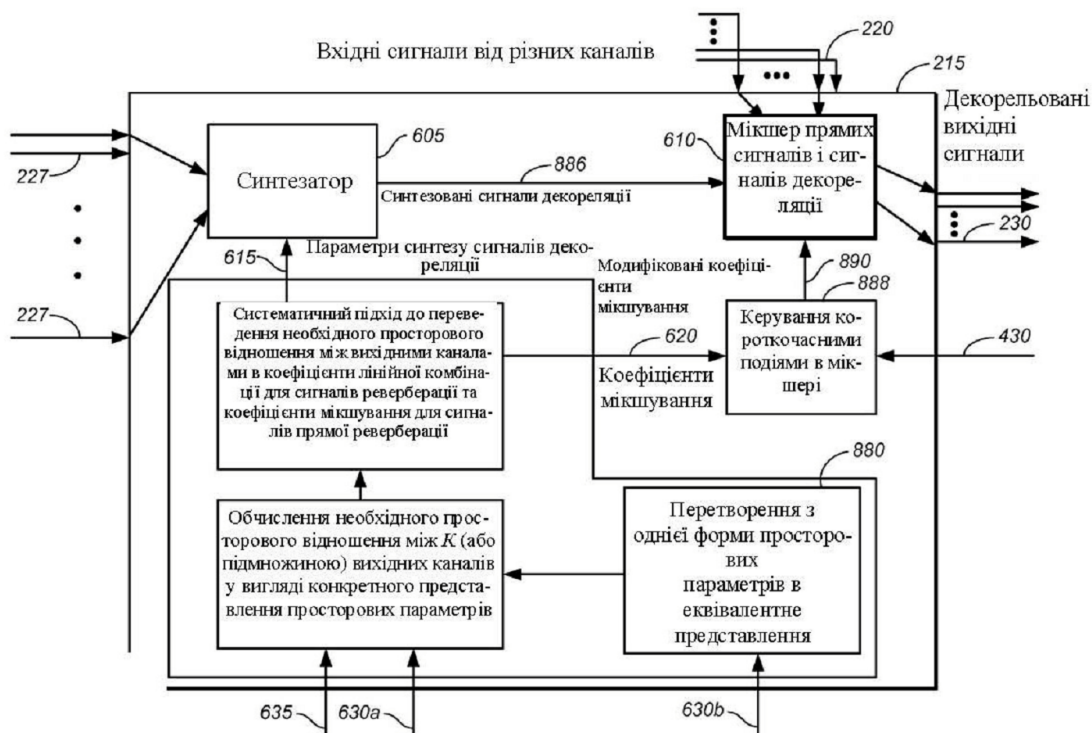 Вхідні сигнали від різних каналів
220
215
Декорельовані
вихідні
сигнали
227
605
Синтезатор
886
Синтезовані сигнали декореляції
610
Мікшер прямих
сигналів і сиг-
налів декоре-
ляції
230
615
Параметри синтезу сигналів деко-
реляції
Модифіковані коефіці-
єнти
мікшування
890
888
227
Систематичний підхід до переве-
дення необхідного просторового
відношення між вихідними канала-
ми в коефіцієнти лінійної комбіна-
ції для сигналів реверберації та
коефіцієнти мікшування для сиг-
налів прямої реверберації
620
Коефіцієнти
мікшування
Керування ко-
роткочасними
подіями в мік-
шері
430
880
Обчислення необхідного прос-
торового відношення між K (або
підмножиною) вихідних каналів
у вигляді конкретного предста-
влення просторових параметрів
Перетворення з
однієї форми просторо-
вих
параметрів в
еквівалентне
представлення
635
630a
630b